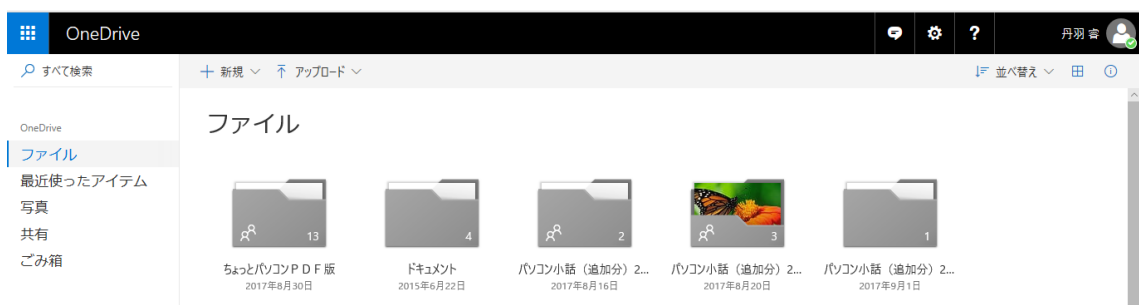 OneDrive
?
丹羽 睿
すべて検索
新規
アップロード
並べ替え
OneDrive
ファイル
最近使ったアイテム
写真
共有
ごみ箱
ファイル
13
4
2
3
1
ちょっとパソコンＰＤＦ版
ドキュメント
パソコン小話（追加分）2...
パソコン小話（追加分）2...
パソコン小話（追加分）2...
2017年8月30日
2015年6月22日
2017年8月16日
2017年8月20日
2017年9月1日